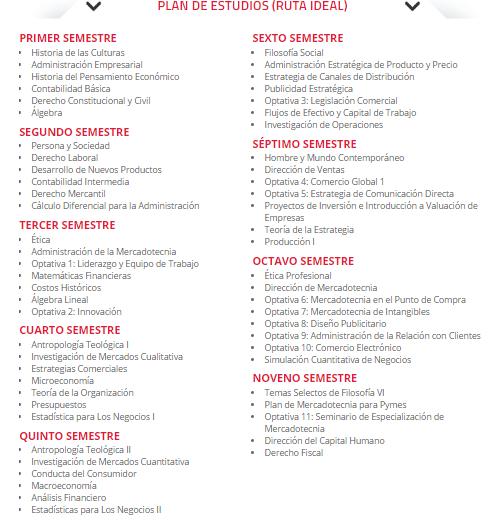 PLAN DE ESTUDIOS (RUTA IDEAL)
PRIMER SEMESTRE
• Historia de las Culturas
• Administración Empresarial
• Historia del Pensamiento Económico
• Contabilidad Básica
• Derecho Constitucional y Civil
• Álgebra
SEGUNDO SEMESTRE
• Persona y Sociedad
• Derecho Laboral
• Desarrollo de Nuevos Productos
• Contabilidad Intermedia
• Derecho Mercantil
• Cálculo Diferencial para la Administración
TERCER SEMESTRE
• Ética
• Administración de la Mercadotecnia
• Optativa 1: Liderazgo y Equipo de Trabajo
• Matemáticas Financieras
• Costos Históricos
• Álgebra Lineal
• Optativa 2: Innovación
CUARTO SEMESTRE
• Antropología Teológica I
• Investigación de Mercados Cualitativa
• Estrategias Comerciales
• Microeconomía
• Teoría de la Organización
• Presupuestos
• Estadística para Los Negocios I
QUINTO SEMESTRE
• Antropología Teológica II
• Investigación de Mercados Cuantitativa
• Conducta del Consumidor
• Macroeconomía
• Análisis Financiero
• Estadísticas para Los Negocios II
SEXTO SEMESTRE
• Filosofía Social
• Administración Estratégica de Producto y Precio
• Estrategia de Canales de Distribución
• Publicidad Estratégica
• Optativa 3: Legislación Comercial
• Flujos de Efectivo y Capital de Trabajo
• Investigación de Operaciones
SÉPTIMO SEMESTRE
• Hombre y Mundo Contemporáneo
• Dirección de Ventas
• Optativa 4: Comercio Global 1
• Optativa 5: Estrategia de Comunicación Directa
• Proyectos de Inversión e Introducción a Valuación de
Empresas
• Teoría de la Estrategia
• Producción I
OCTAVO SEMESTRE
• Ética Profesional
• Dirección de Mercadotecnia
• Optativa 6: Mercadotecnia en el Punto de Compra
• Optativa 7: Mercadotecnia de Intangibles
• Optativa 8: Diseño Publicitario
• Optativa 9: Administración de la Relación con Clientes
• Optativa 10: Comercio Electrónico
• Simulación Cuantitativa de Negocios
NOVENO SEMESTRE
• Temas Selectos de Filosofía VI
• Plan de Mercadotecnia para Pymes
• Optativa 11: Seminario de Especialización de
Mercadotecnia
• Dirección del Capital Humano
• Derecho Fiscal